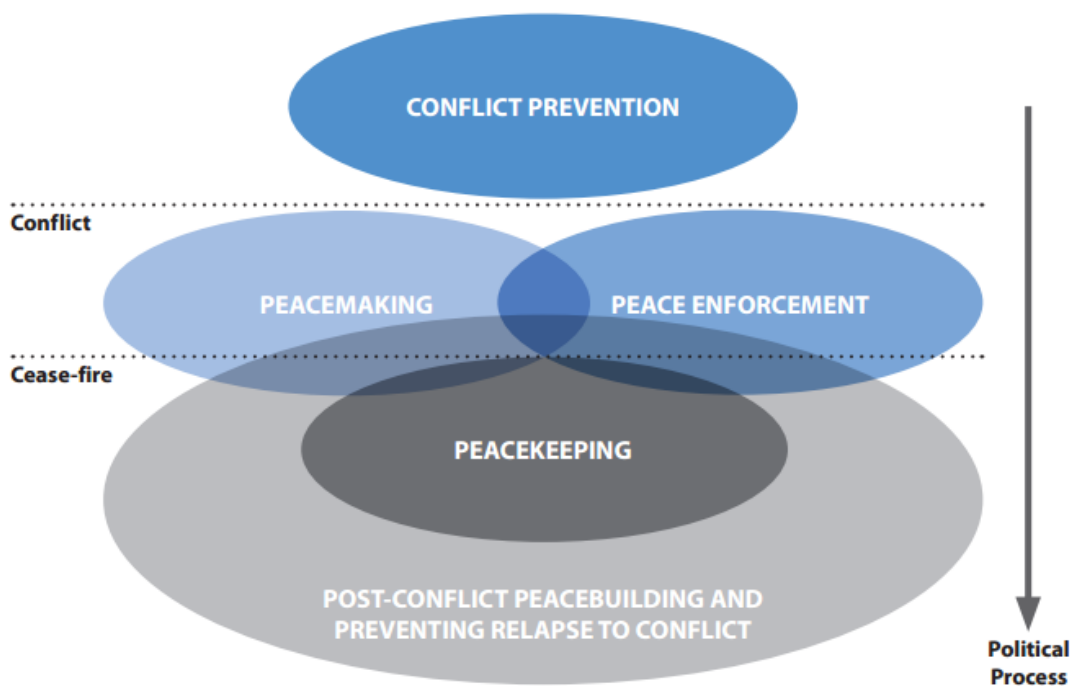 CONFLICT PREVENTION
Conflict
PEACEMAKING
PEACE ENFORCEMENT
Cease-fire
PEACEKEEPING
POST-CONFLICT PEACEBUILDING AND
PREVENTING RELAPSE TO CONFLICT
Political
Process